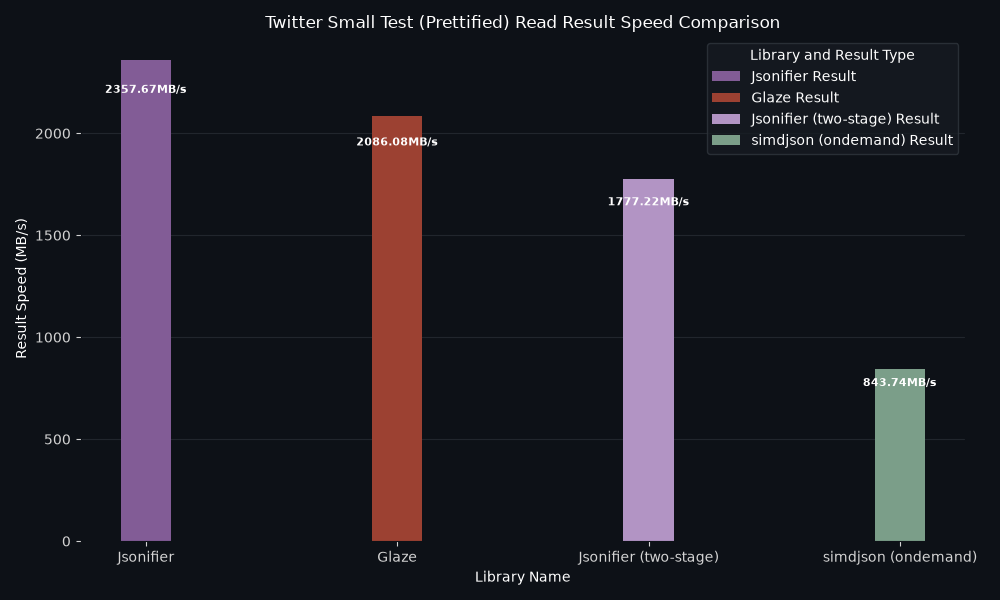 Twitter Small Test (Prettified) Read Result Speed Comparison
Library and Result Type
Jsonifier Result
Glaze Result
Jsonifier (two-stage) Result
simdjson (ondemand) Result
2357.67MB/s
2086.08MB/s
1777.22MB/s
843.74MB/s
Result Speed (MB/s)
2000
1500
1000
500
0
Jsonifier
Glaze
Jsonifier (two-stage)
simdjson (ondemand)
Library Name